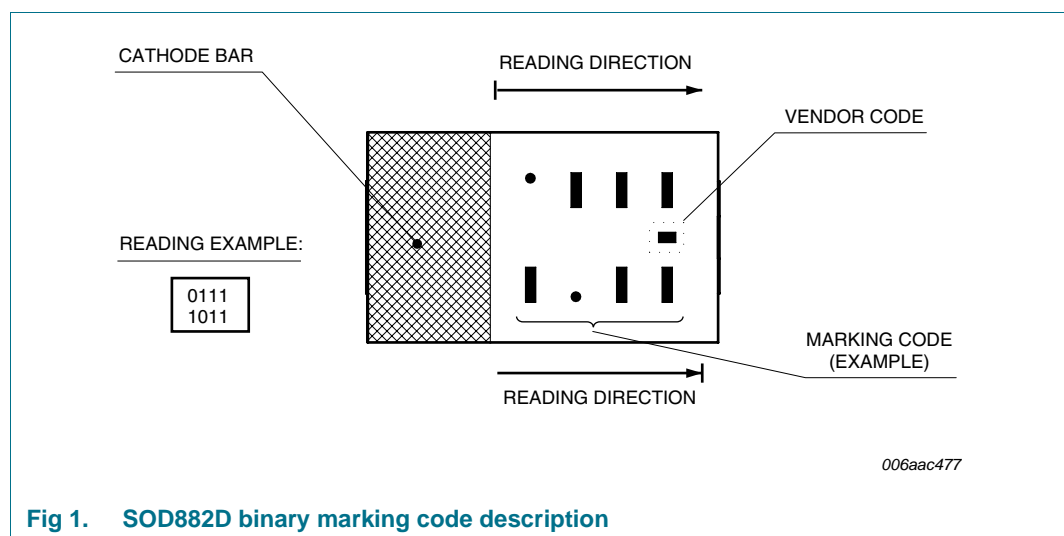 CATHODE BAR
READING DIRECTION
VENDOR CODE
READING EXAMPLE:
0111
1011
MARKING CODE
(EXAMPLE)
READING DIRECTION
006aac477
Fig 1. SOD882D binary marking code description